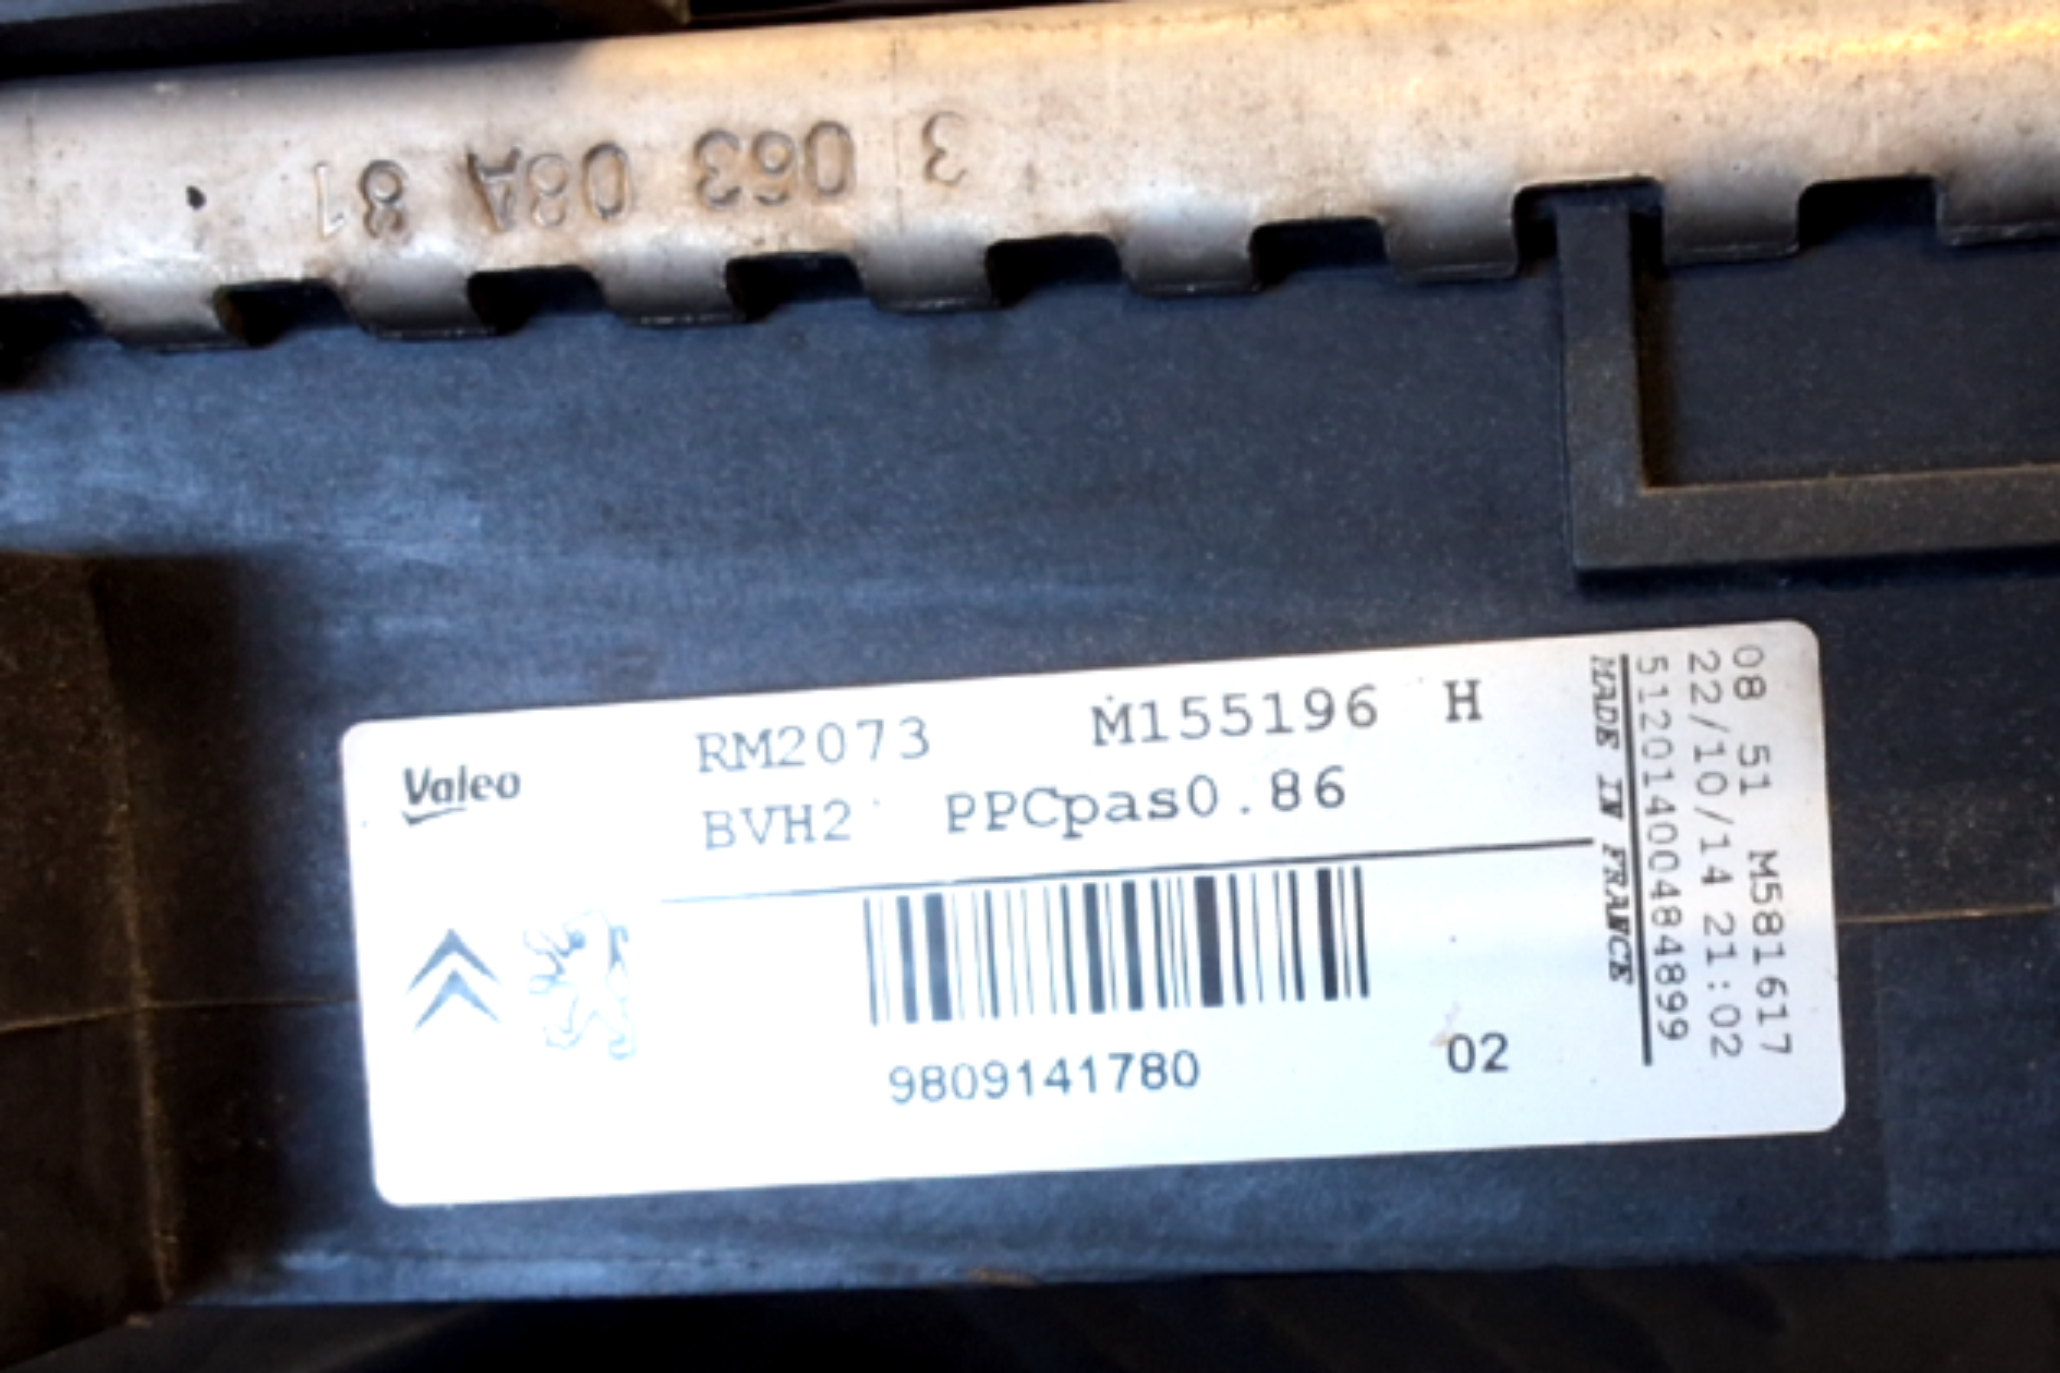 3 063 08A 81
Valeo
RM2073 M155196 H
BVH2 PPCpas0.86
9809141780 02
08 51 M581617
22/10/14 21:02
51201400484899
MADE IN FRANCE